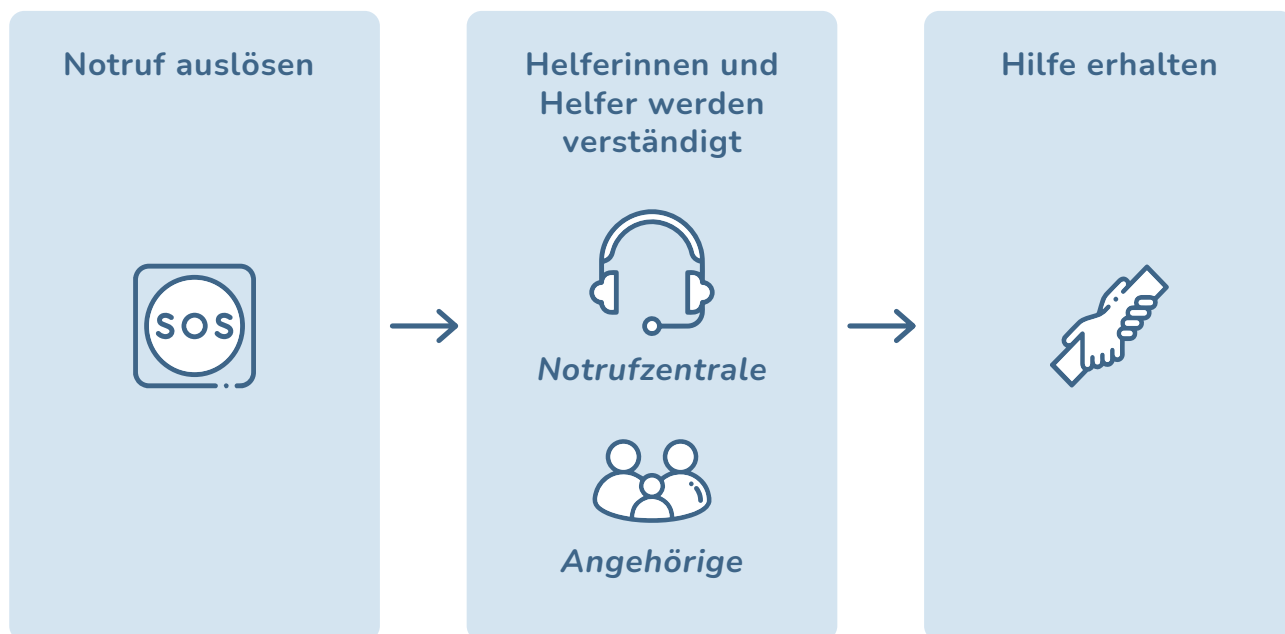 Notruf auslösen
SOS
Helferinnen und
Helfer werden
verständigt
Notrufzentrale
Angehörige
Hilfe erhalten